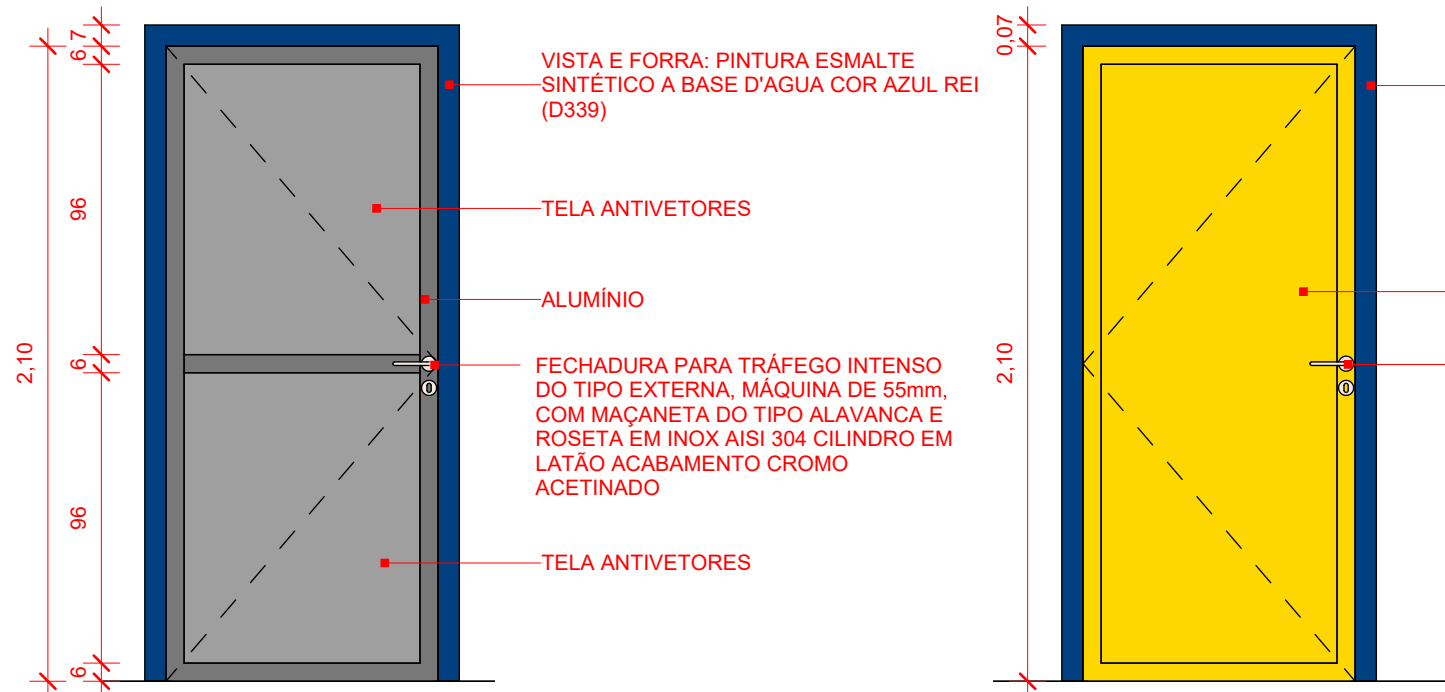 7
6
96
6
96
6
2,10
VISTA E FORRA: PINTURA ESMALTE
SINTÉTICO A BASE D'AGUA COR AZUL REI
(D339)
TELA ANTIVETORES
ALUMÍNIO
FECHADURA PARA TRÁFEGO INTENSO
DO TIPO EXTERNA, MÁQUINA DE 55mm,
COM MAÇANETA DO TIPO ALAVANCA E
ROSETA EM INOX AISI 304 CILINDRO EM
LATÃO ACABAMENTO CROMO
ACETINADO
TELA ANTIVETORES
0,07
2,10